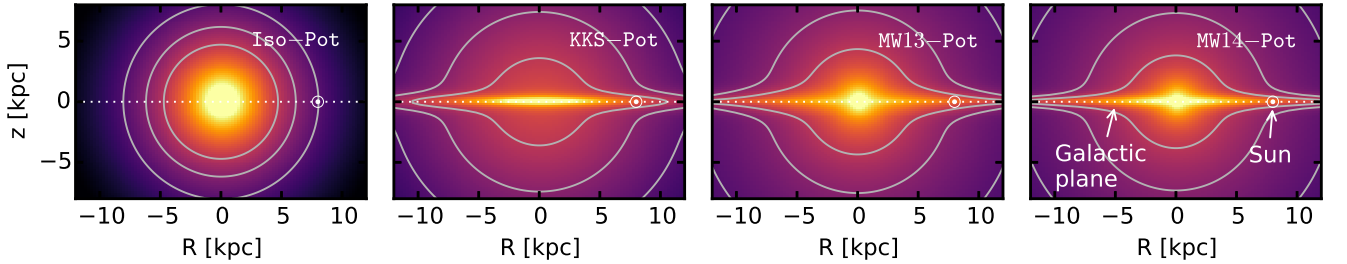 Iso−Pot
KKS−Pot
MW13−Pot
MW14−Pot
z [kpc]
5
0
−5
Galactic
plane
Sun
−10 −5 0 5 10
−10 −5 0 5 10
−10 −5 0 5 10
−10 −5 0 5 10
R [kpc]
R [kpc]
R [kpc]
R [kpc]